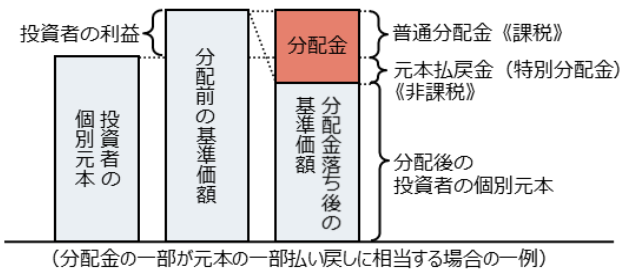 投資者の利益
投資者の
個別元本
分配前の基準価額
分配金
分配金落ち後の
基準価額
普通分配金《課税》
元本払戻金（特別分配金）
《非課税》
分配後の
投資者の個別元本
（分配金の一部が元本の一部払い戻しに相当する場合の一例）